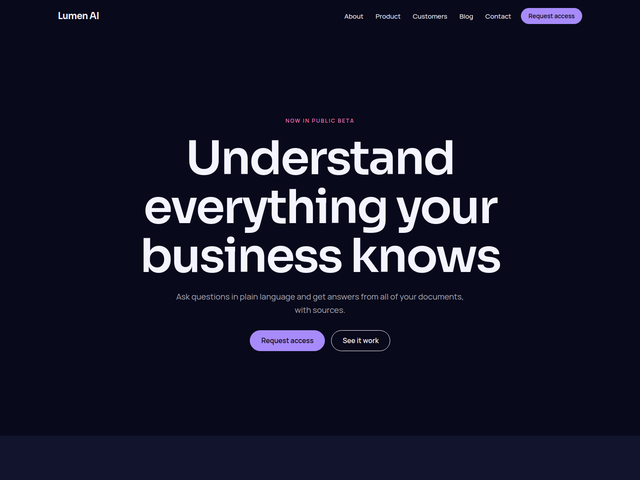 Lumen AI
About Product Customers Blog Contact Request access
NOW IN PUBLIC BETA
Understand
everything your
business knows
Ask questions in plain language and get answers from all of your documents,
with sources.
Request access See it work